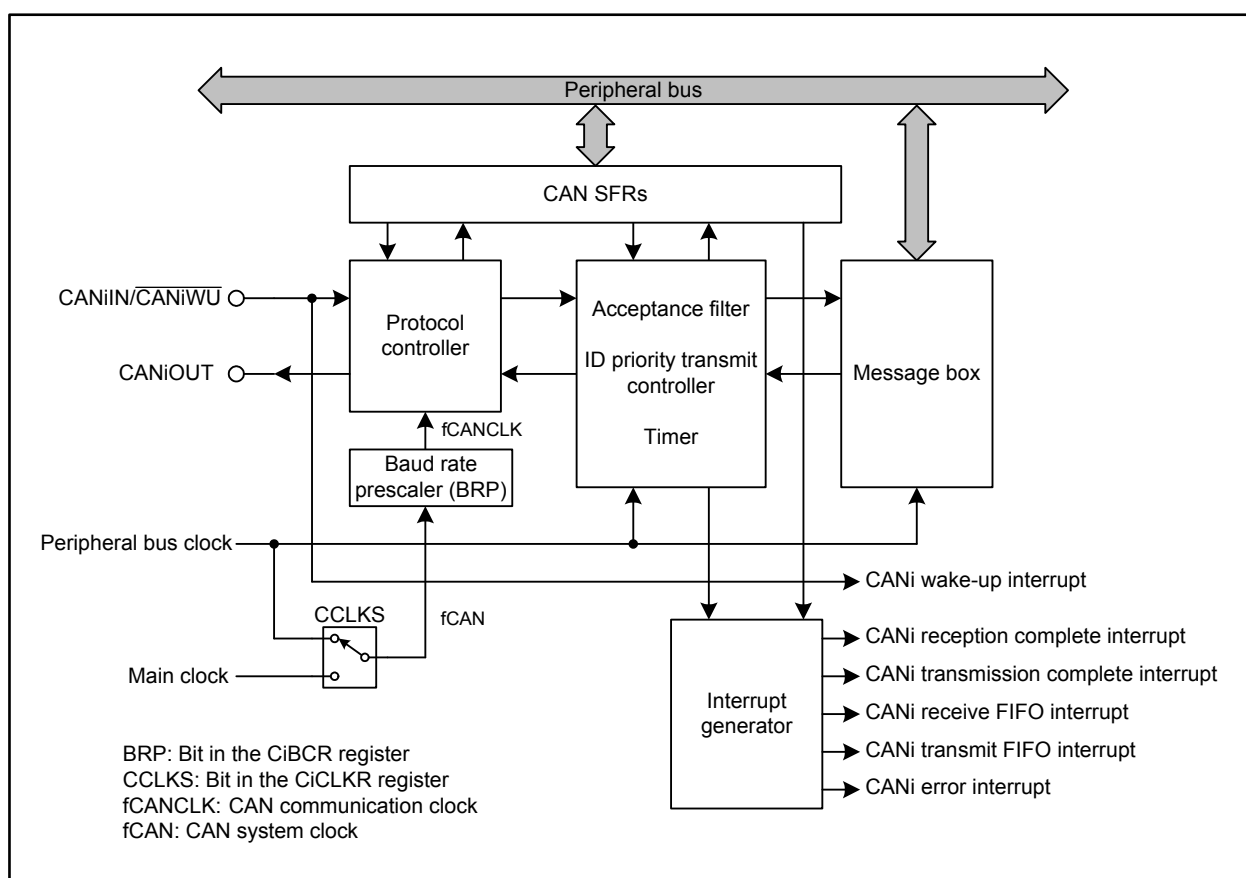 Peripheral bus
CAN SFRs
CANiIN/CANiWU
CANiOUT
Protocol
controller
Acceptance filter
ID priority transmit
controller
Timer
Message box
fCANCLK
Baud rate
prescaler (BRP)
Peripheral bus clock
CCLKS
fCAN
Main clock
CANi wake-up interrupt
Interrupt
generator
CANi reception complete interrupt
CANi transmission complete interrupt
CANi receive FIFO interrupt
CANi transmit FIFO interrupt
CANi error interrupt
BRP: Bit in the CiBCR register
CCLKS: Bit in the CiCLKR register
fCANCLK: CAN communication clock
fCAN: CAN system clock